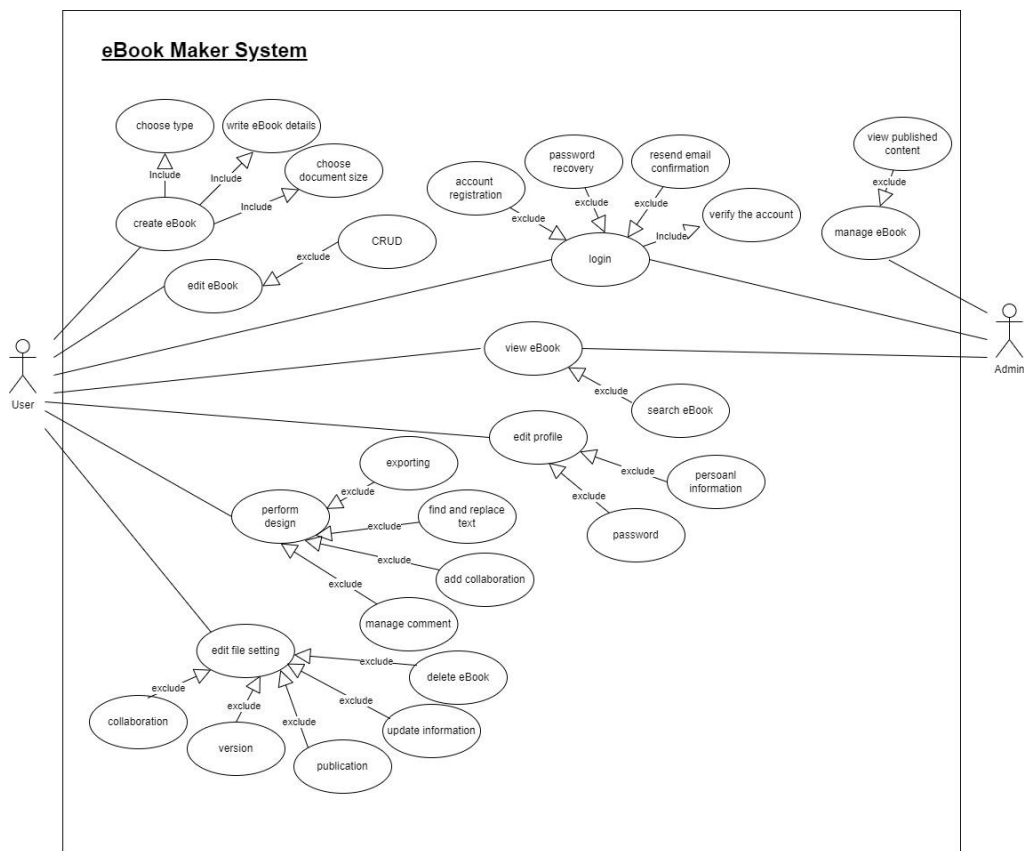 eBook Maker System
choose type
write eBook details
choose
document size
Include
Include
Include
create eBook
CRUD
exclude
edit eBook
password
recovery
resend email
confirmation
account
registration
verify the account
exclude
exclude
exclude
Include
login
view published
content
exclude
manage eBook
User
Admin
view eBook
exclude
search eBook
edit profile
exclude
persoanl
information
exclude
password
exporting
exclude
perform
design
find and replace
text
exclude
exclude
add collaboration
exclude
manage comment
edit file setting
exclude
delete eBook
exclude
collaboration
exclude
version
exclude
update information
exclude
publication